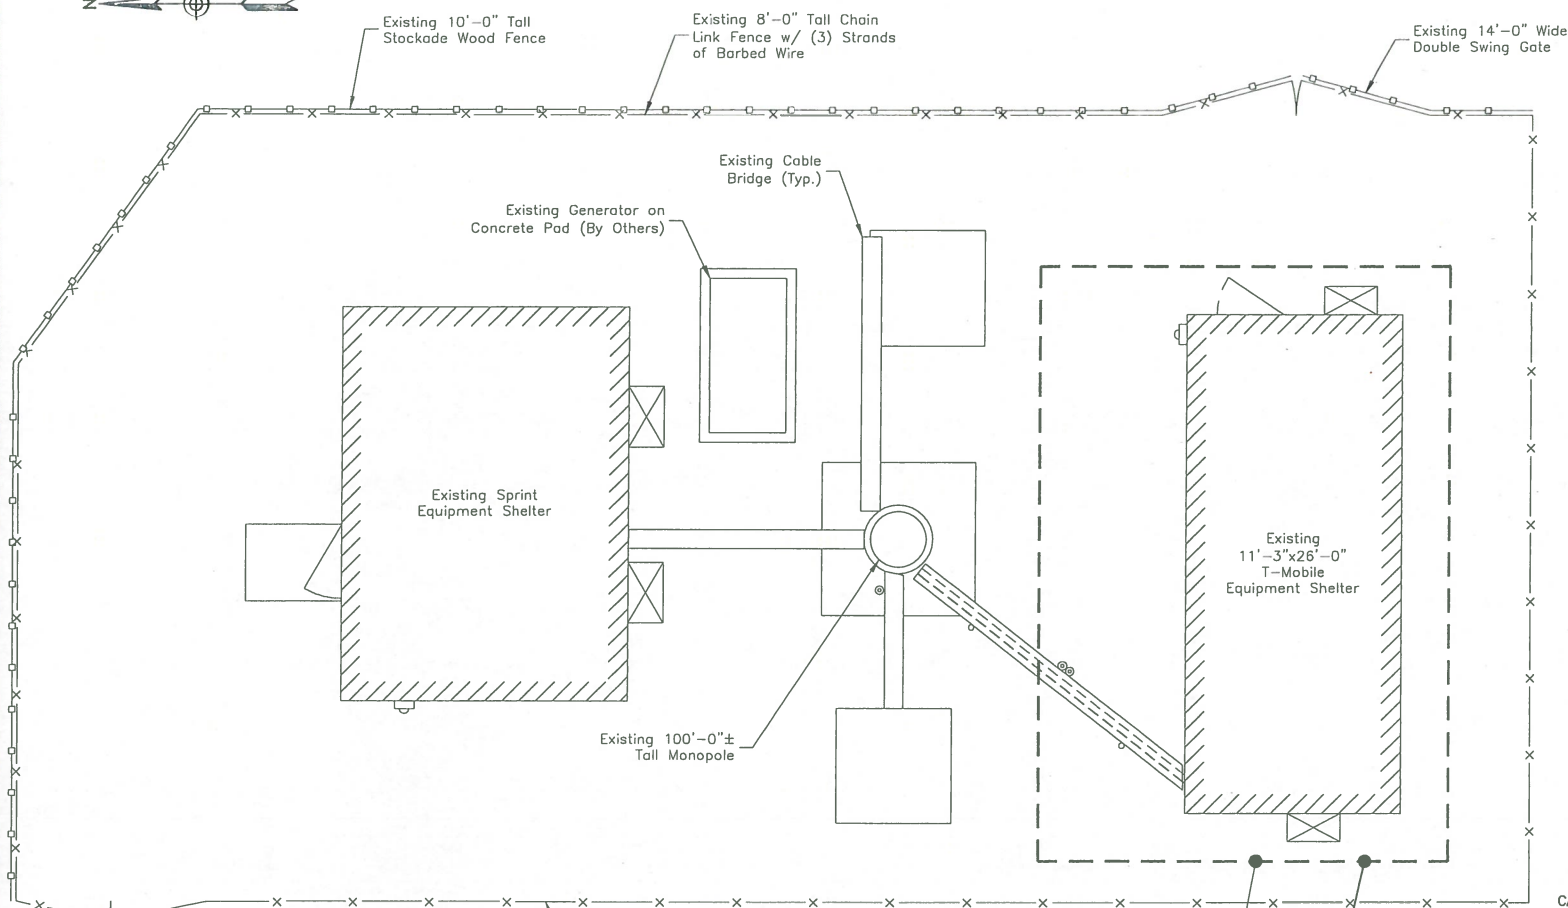 N
Existing 10'-0" Tall
Stockade Wood Fence
Existing 8'-0" Tall Chain
Link Fence w/ (3) Strands
of Barbed Wire
Existing 14'-0" Wide
Double Swing Gate
Existing Cable
Bridge (Typ.)
Existing Generator on
Concrete Pad (By Others)
Existing Sprint
Equipment Shelter
Existing
11'-3"x26'-0"
T-Mobile
Equipment Shelter
Existing 100'-0"±
Tall Monopole